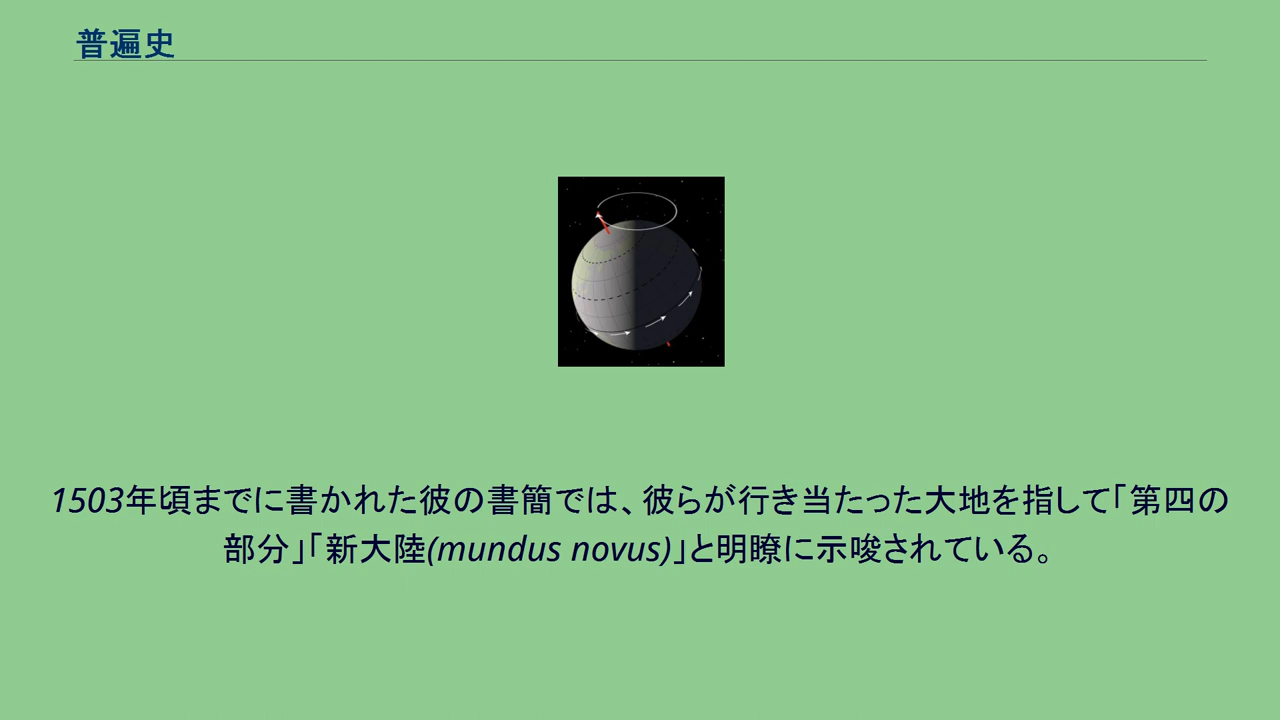 普遍史
1503年頃までに書かれた彼の書簡では、彼らが行き当たった大地を指して「第四の
部分」「新大陸(mundus novus)」と明瞭に示唆されている。